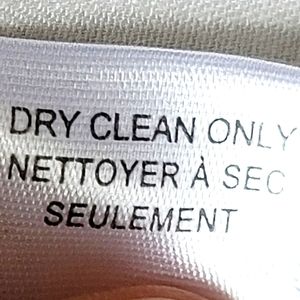 DRY CLEAN ONLY
NETTOYER À SEC
SEULEMENT